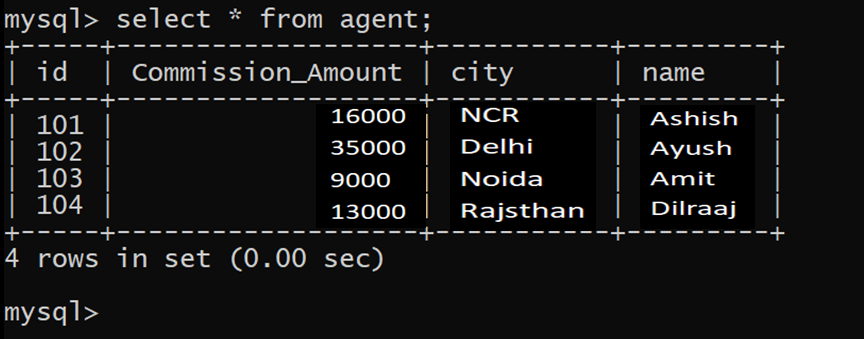 mysql> select * from agent;
+-----+-------------------+-----------+---------+
| id | Commission_Amount | city | name |
+-----+-------------------+-----------+---------+
| 101 | 16000 | NCR | Ashish |
| 102 | 35000 | Delhi | Ayush |
| 103 | 9000 | Noida | Amit |
| 104 | 13000 | Rajsthan | Dilraaj |
+-----+-------------------+-----------+---------+
4 rows in set (0.00 sec)
mysql>